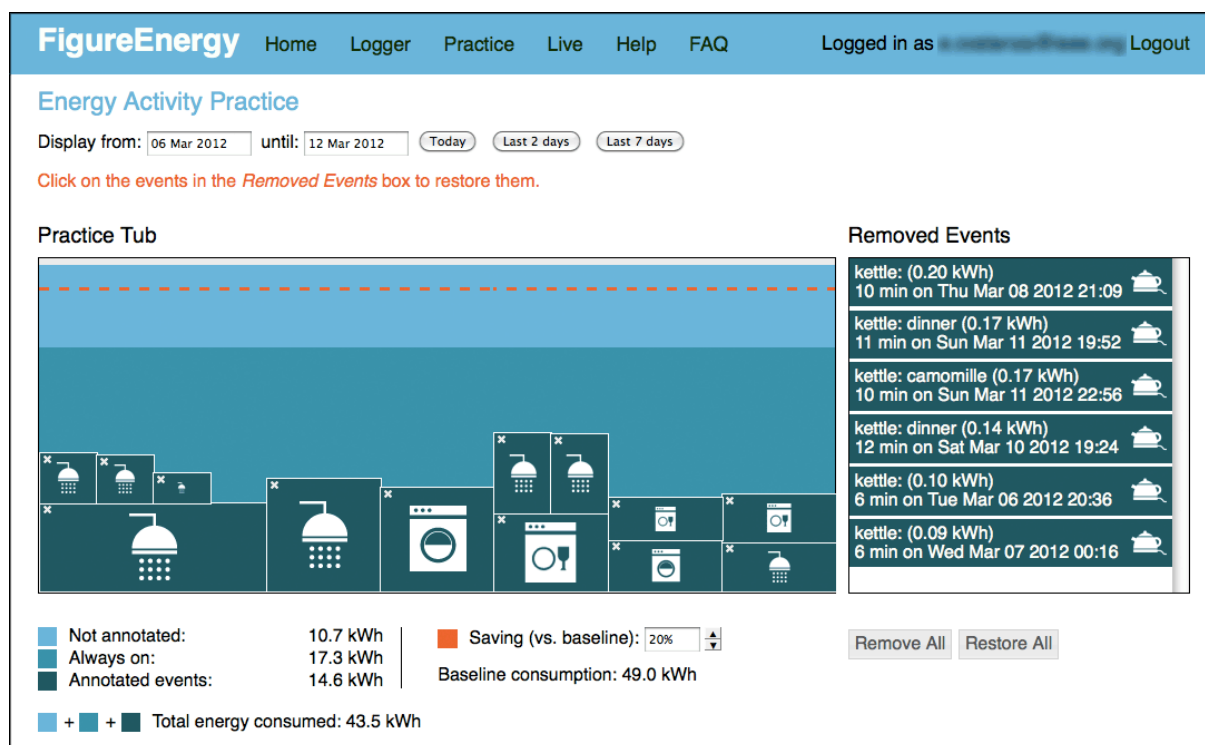 FigureEnergy Home Logger Practice Live Help FAQ Logged in as Logout
Energy Activity Practice
Display from: 06 Mar 2012 until: 12 Mar 2012 Today Last 2 days Last 7 days
Click on the events in the Removed Events box to restore them.
Practice Tub
Removed Events
kettle: (0.20 kWh)
10 min on Thu Mar 08 2012 21:09
kettle: dinner (0.17 kWh)
11 min on Sun Mar 11 2012 19:52
kettle: camomille (0.17 kWh)
10 min on Sun Mar 11 2012 22:56
kettle: dinner (0.14 kWh)
12 min on Sat Mar 10 2012 19:24
kettle: (0.10 kWh)
6 min on Tue Mar 06 2012 20:36
kettle: (0.09 kWh)
6 min on Wed Mar 07 2012 00:16
Not annotated: 10.7 kWh
Always on: 17.3 kWh
Annotated events: 14.6 kWh
Saving (vs. baseline): 20%
Baseline consumption: 49.0 kWh
Remove All Restore All
+ + Total energy consumed: 43.5 kWh